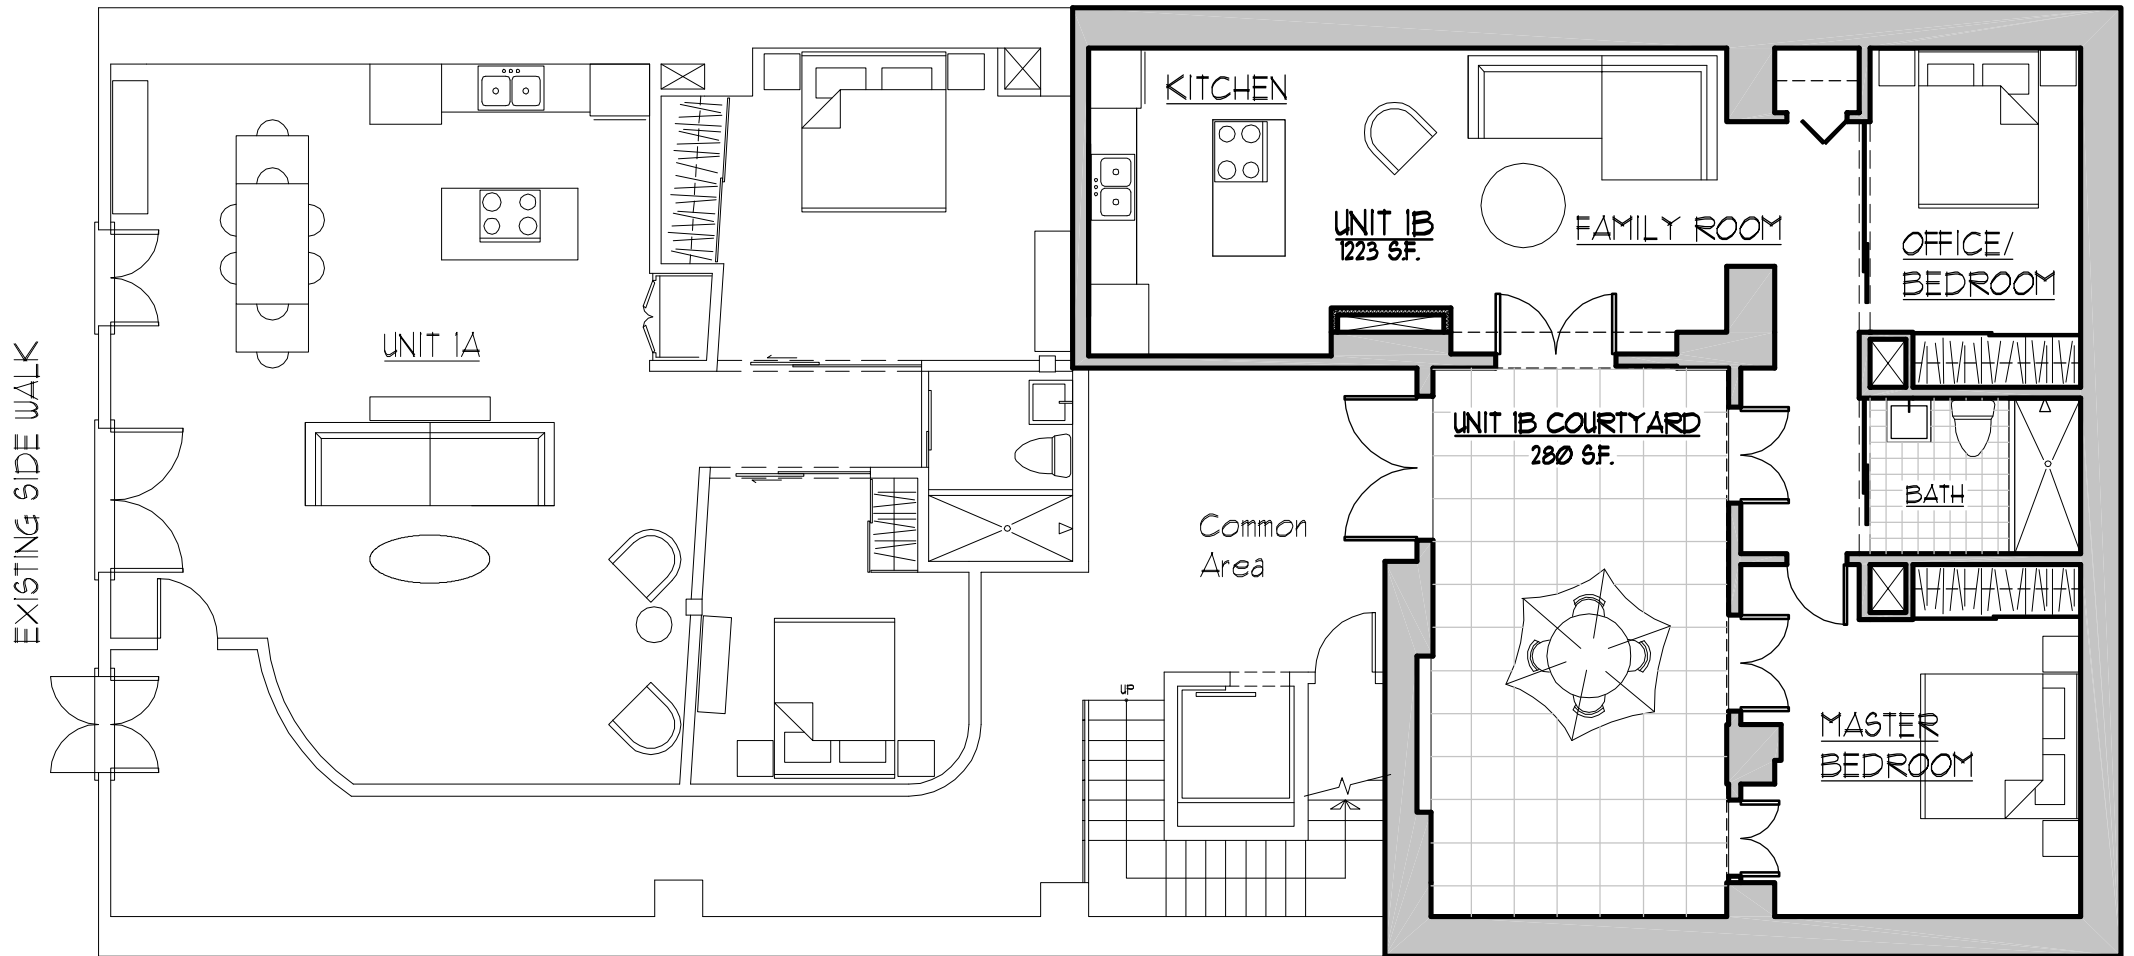 EXISTING SIDE WALK
UNIT 1A
KITCHEN
UNIT 1B
1223 S.F.
FAMILY ROOM
OFFICE/
BEDROOM
UNIT 1B COURTYARD
280 S.F.
BATH
Common
Area
UP
MASTER
BEDROOM